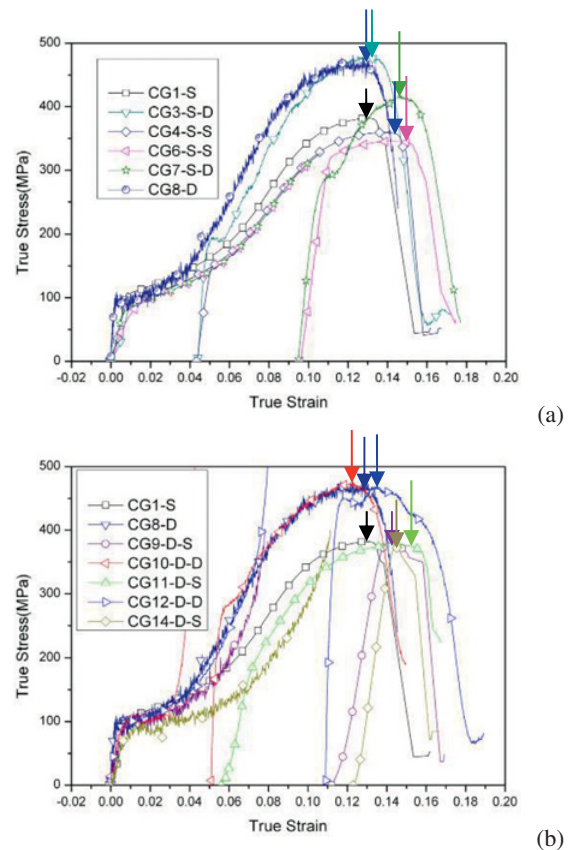 500
400
300
200
100
0
True Stress(MPa)
CG1-S
CG3-S-D
CG4-S-S
CG6-S-S
CG7-S-D
CG8-D
-0.02 0.00 0.02 0.04 0.06 0.08 0.10 0.12 0.14 0.16 0.18 0.20
True Strain
(a)
500
400
300
200
100
0
True Stress(MPa)
CG1-S
CG8-D
CG9-D-S
CG10-D-D
CG11-D-S
CG12-D-D
CG14-D-S
-0.02 0.00 0.02 0.04 0.06 0.08 0.10 0.12 0.14 0.16 0.18 0.20
True Strain
(b)